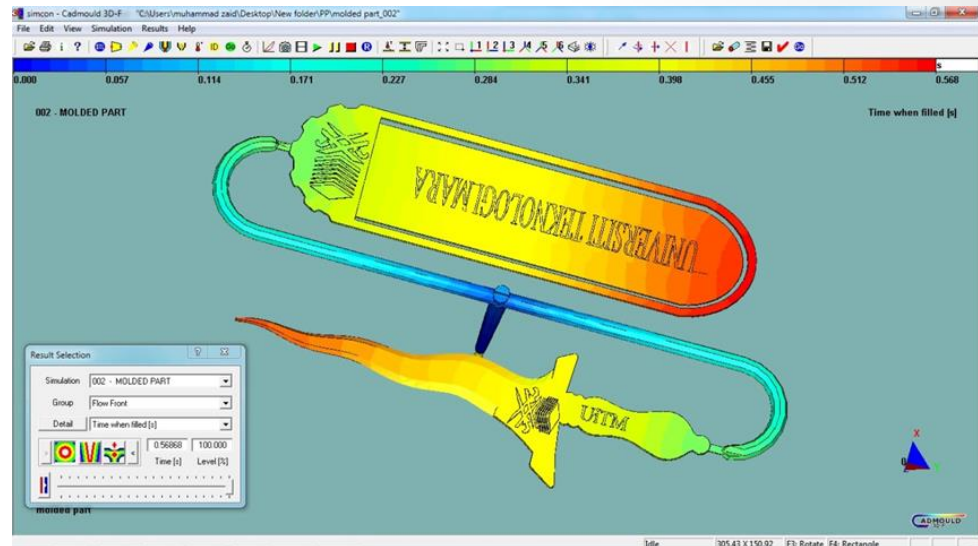 simcon - Cadmould 3D-F "C:\Users\muhammad zaid\Desktop\New folder\PP\molded part_002"
File Edit View Simulation Results Help
s
0.000 0.057 0.114 0.171 0.227 0.284 0.341 0.398 0.455 0.512 0.568
002 - MOLDED PART
Time when filled [s]
UNIVERSITI TEKNOLOGI MARA
UiTM
Result Selection
Simulation 002 - MOLDED PART
Group Flow Front
Detail Time when filled [s]
0.56868 100.000
Time [s] Level [%]
molded part
X
Y
CADMOULD
Idle 305.43 X 150.92 F3: Rotate F4: Rectangle